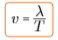 v = λ/T